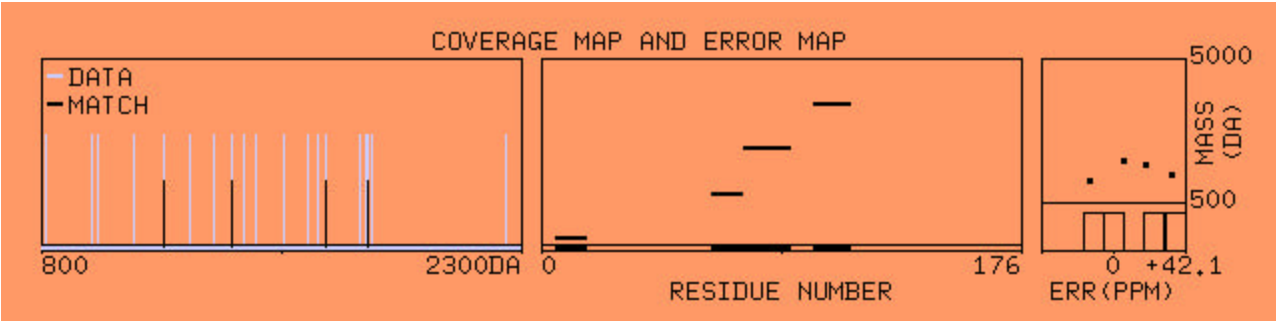 COVERAGE MAP AND ERROR MAP
DATA
MATCH
800
2300DA
0
176
RESIDUE NUMBER
5000
MASS
(DA)
500
0 +42.1
ERR(PPM)